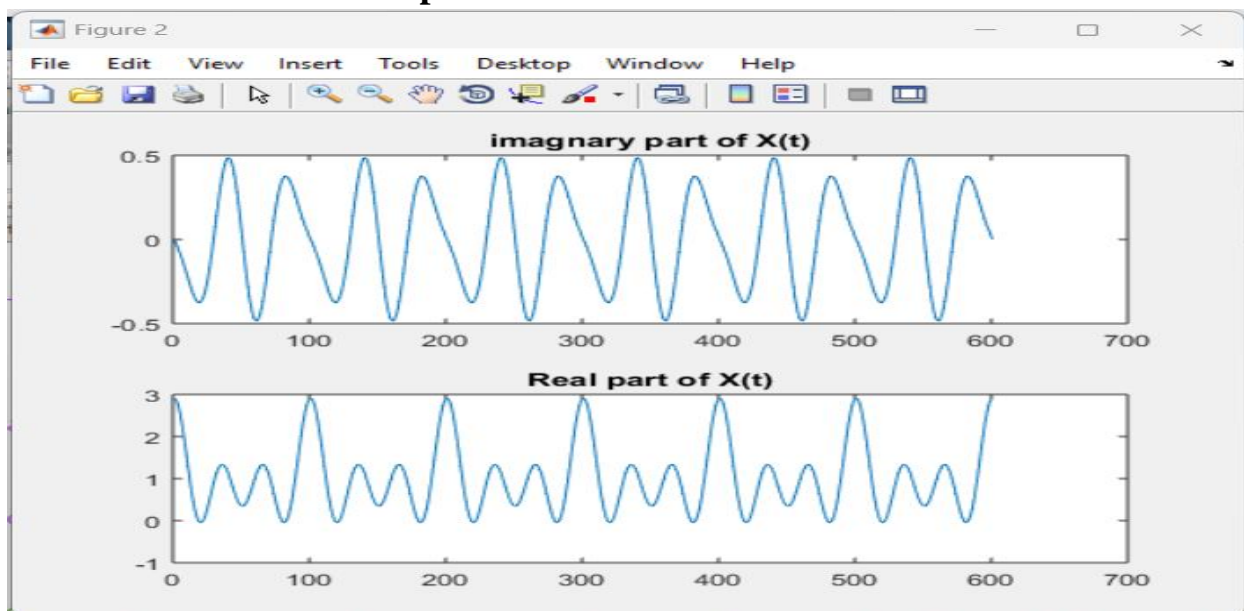 Figure 2
File Edit View Insert Tools Desktop Window Help
imagnary part of X(t)
0.5
0
-0.5
0 100 200 300 400 500 600 700
Real part of X(t)
3
2
1
0
-1
0 100 200 300 400 500 600 700